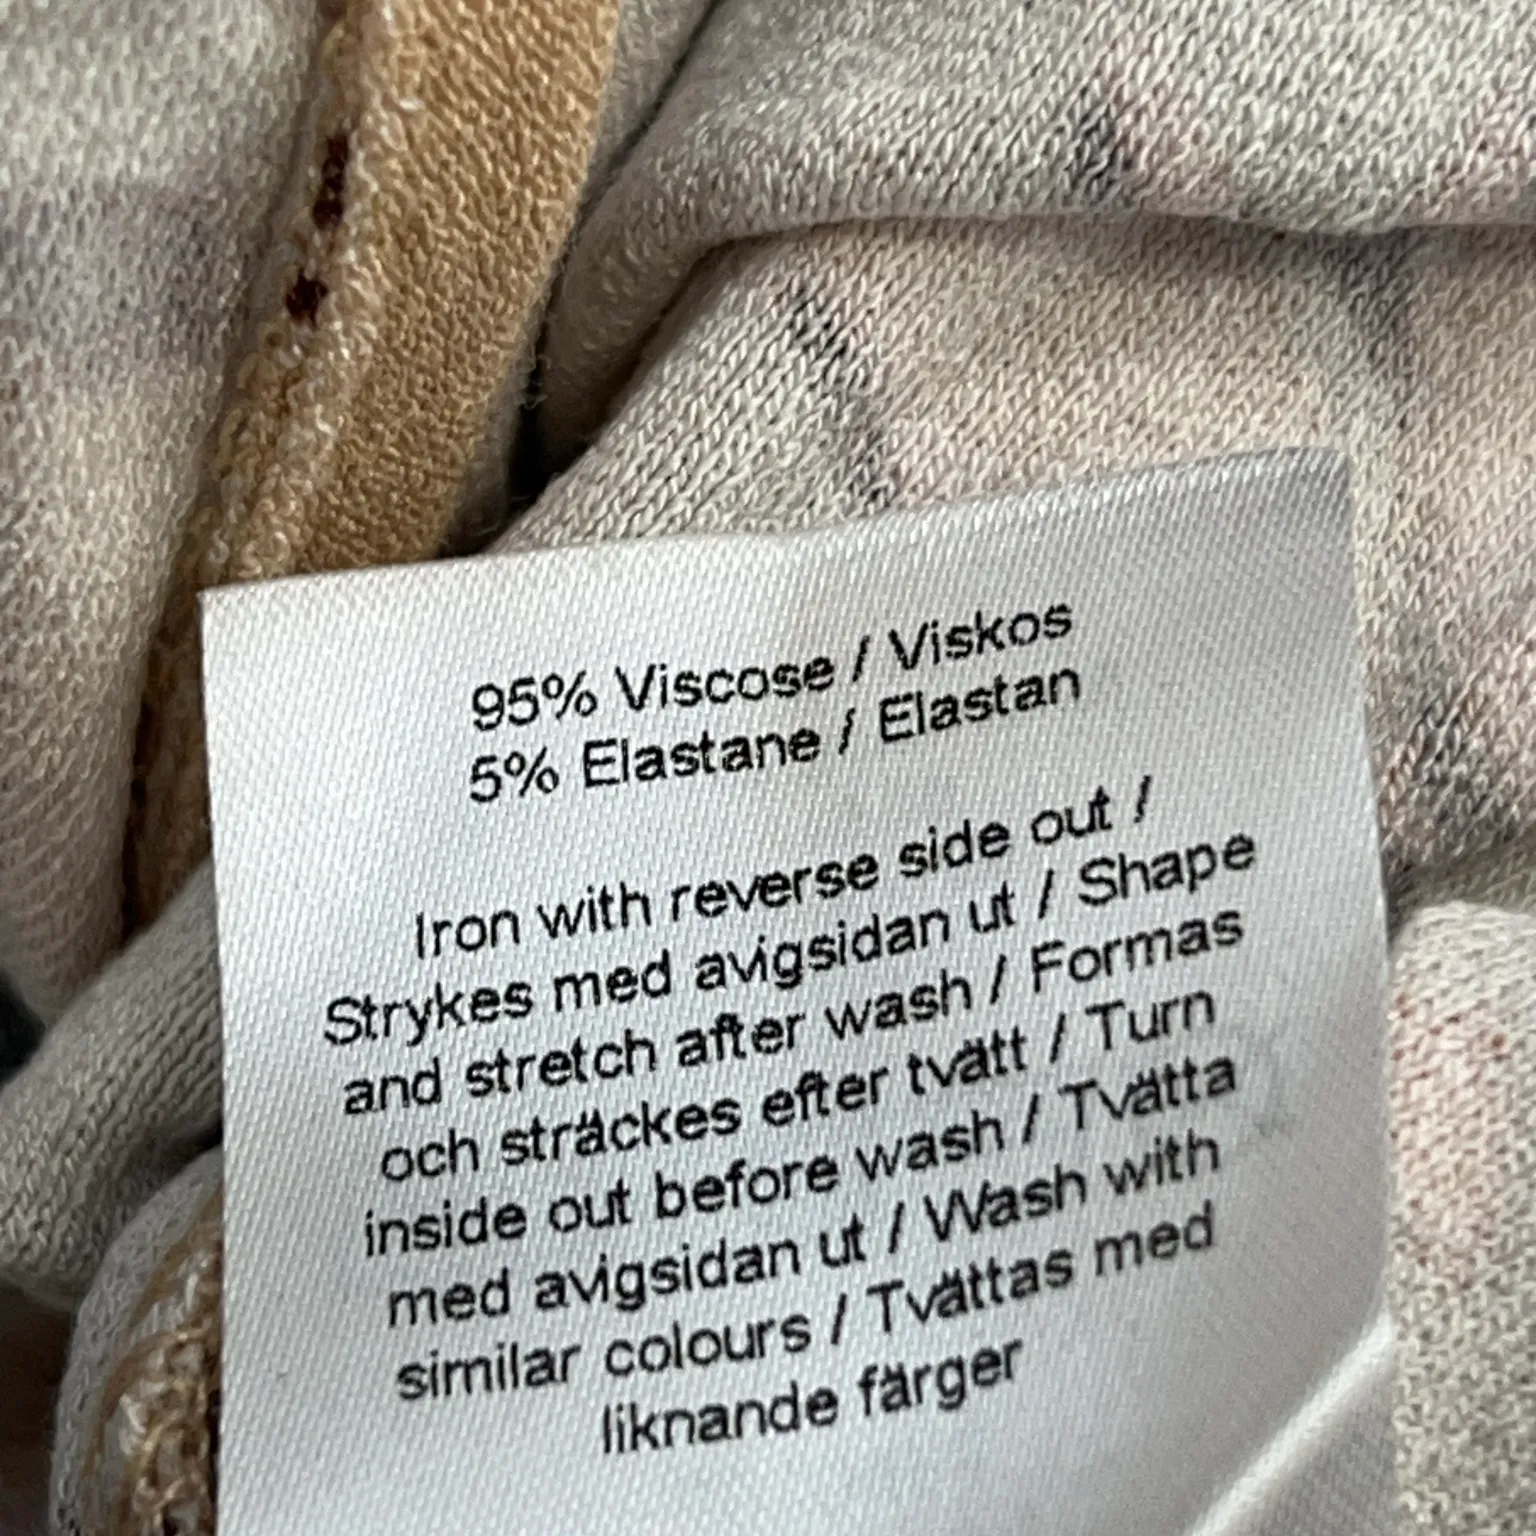 95% Viscose / Viskos
5% Elastane / Elastan
Iron with reverse side out /
Strykes med avigsidan ut / Shape
and stretch after wash / Formas
och sträckes efter tvätt / Turn
inside out before wash / Tvätta
med avigsidan ut / Wash with
similar colours / Tvättas med
liknande färger